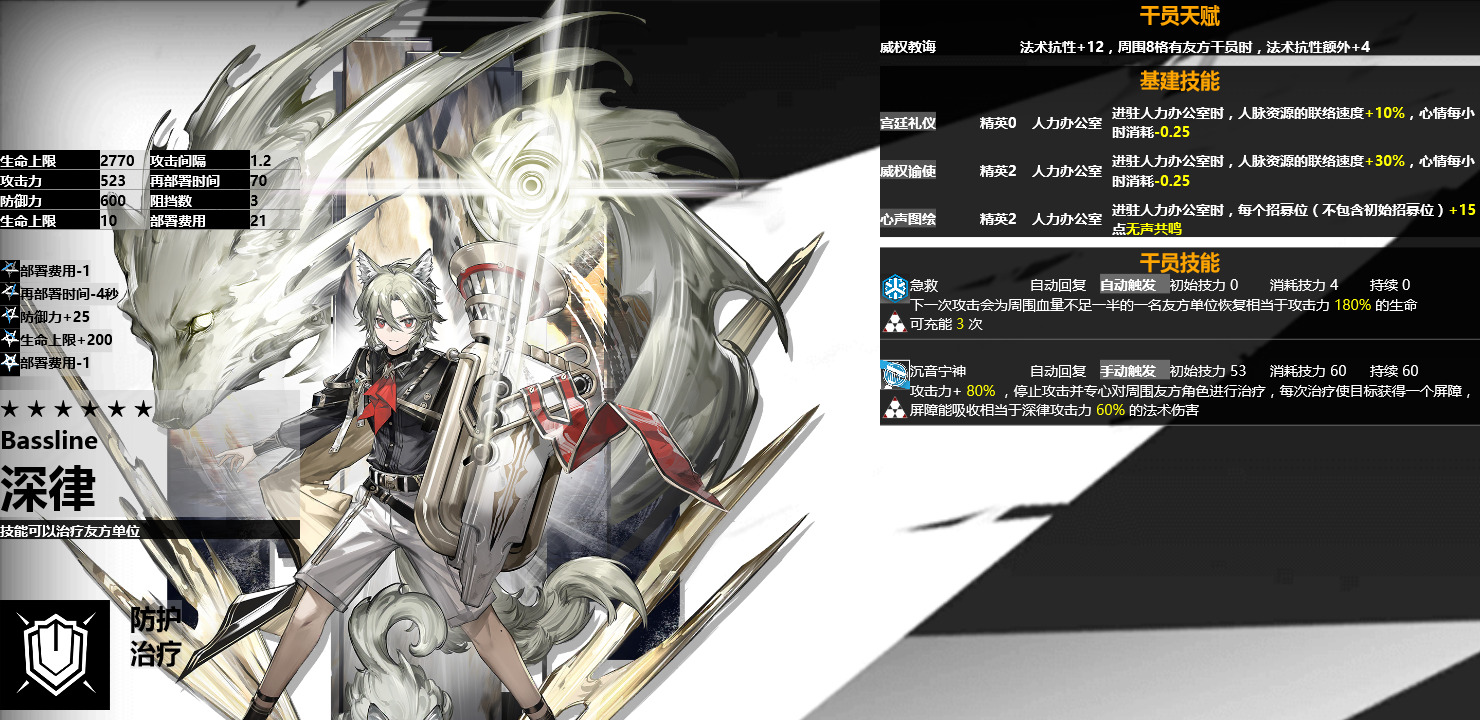 生命上限 2770 攻击间隔 1.2
攻击力 523 再部署时间 70
防御力 600 阻挡数 3
生命上限 10 部署费用 21
部署费用-1
再部署时间-4秒
防御力+25
生命上限+200
部署费用-1
★ ★ ★ ★ ★ ★
Bassline
深律
技能可以治疗友方单位
防护
治疗
干员天赋
威权教诲 法术抗性+12，周围8格有友方干员时，法术抗性额外+4
基建技能
宫廷礼仪 精英0 人力办公室 进驻人力办公室时，人脉资源的联络速度+10%，心情每小
时消耗-0.25
威权谕使 精英2 人力办公室 进驻人力办公室时，人脉资源的联络速度+30%，心情每小
时消耗-0.25
心声图绘 精英2 人力办公室 进驻人力办公室时，每个招募位（不包含初始招募位）+15
点无声共鸣
干员技能
急救 自动回复 自动触发 初始技力 0 消耗技力 4 持续 0
下一次攻击会为周围血量不足一半的一名友方单位恢复相当于攻击力 180% 的生命
可充能 3 次
沉音宁神 自动回复 手动触发 初始技力 53 消耗技力 60 持续 60
攻击力+ 80% ，停止攻击并专心对周围友方角色进行治疗，每次治疗使目标获得一个屏障，
屏障能吸收相当于深律攻击力 60% 的法术伤害